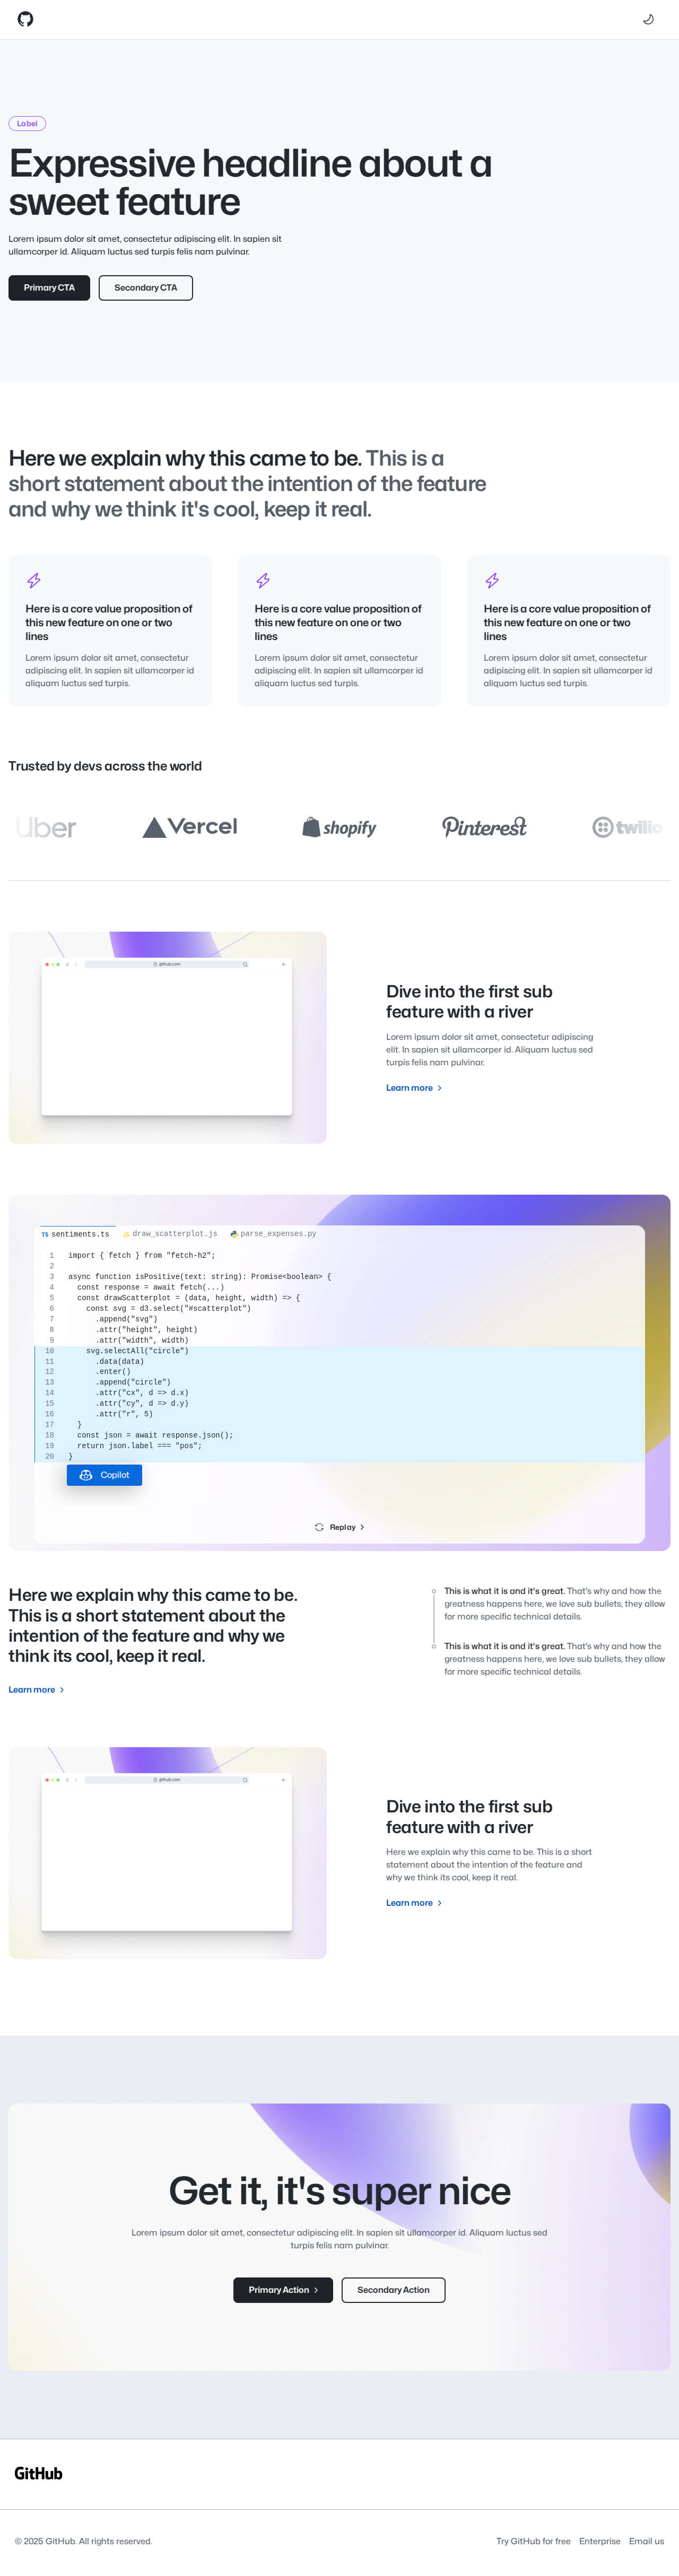 Label
Expressive headline about a
sweet feature
Lorem ipsum dolor sit amet, consectetur adipiscing elit. In sapien sit
ullamcorper id. Aliquam luctus sed turpis felis nam pulvinar.
Primary CTA
Secondary CTA
Here we explain why this came to be. This is a
short statement about the intention of the feature
and why we think it's cool, keep it real.
Here is a core value proposition of
this new feature on one or two
lines
Lorem ipsum dolor sit amet, consectetur
adipiscing elit. In sapien sit ullamcorper id
aliquam luctus sed turpis.
Here is a core value proposition of
this new feature on one or two
lines
Lorem ipsum dolor sit amet, consectetur
adipiscing elit. In sapien sit ullamcorper id
aliquam luctus sed turpis.
Here is a core value proposition of
this new feature on one or two
lines
Lorem ipsum dolor sit amet, consectetur
adipiscing elit. In sapien sit ullamcorper id
aliquam luctus sed turpis.
Trusted by devs across the world
Uber
Vercel
shopify
Pinterest
twilio
github.com
Dive into the first sub
feature with a river
Lorem ipsum dolor sit amet, consectetur adipiscing
elit. In sapien sit ullamcorper id. Aliquam luctus sed
turpis felis nam pulvinar.
Learn more
TS sentiments.ts
JS draw_scatterplot.js
parse_expenses.py
1 import { fetch } from "fetch-h2";
2
3 async function isPositive(text: string): Promise<boolean> {
4 const response = await fetch(...)
5 const drawScatterplot = (data, height, width) => {
6 const svg = d3.select("#scatterplot")
7 .append("svg")
8 .attr("height", height)
9 .attr("width", width)
10 svg.selectAll("circle")
11 .data(data)
12 .enter()
13 .append("circle")
14 .attr("cx", d => d.x)
15 .attr("cy", d => d.y)
16 .attr("r", 5)
17 }
18 const json = await response.json();
19 return json.label === "pos";
20 }
Copilot
Replay
Here we explain why this came to be.
This is a short statement about the
intention of the feature and why we
think its cool, keep it real.
Learn more
This is what it is and it's great. That's why and how the
greatness happens here, we love sub bullets, they allow
for more specific technical details.
This is what it is and it's great. That's why and how the
greatness happens here, we love sub bullets, they allow
for more specific technical details.
github.com
Dive into the first sub
feature with a river
Here we explain why this came to be. This is a short
statement about the intention of the feature and
why we think its cool, keep it real.
Learn more
Get it, it's super nice
Lorem ipsum dolor sit amet, consectetur adipiscing elit. In sapien sit ullamcorper id. Aliquam luctus sed
turpis felis nam pulvinar.
Primary Action
Secondary Action
GitHub
© 2025 GitHub. All rights reserved.
Try GitHub for free
Enterprise
Email us